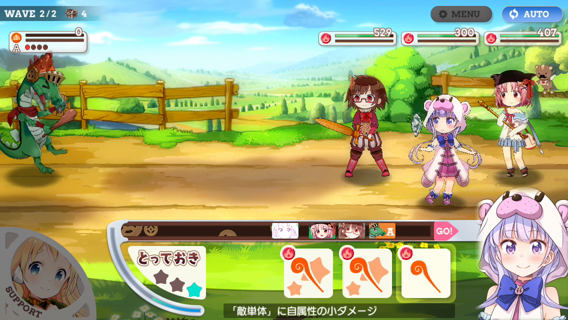 WAVE 2/2 4
MENU
AUTO
0
A
529
300
407
A
GO!
とっておき
SUPPORT
「敵単体」に自属性の小ダメージ